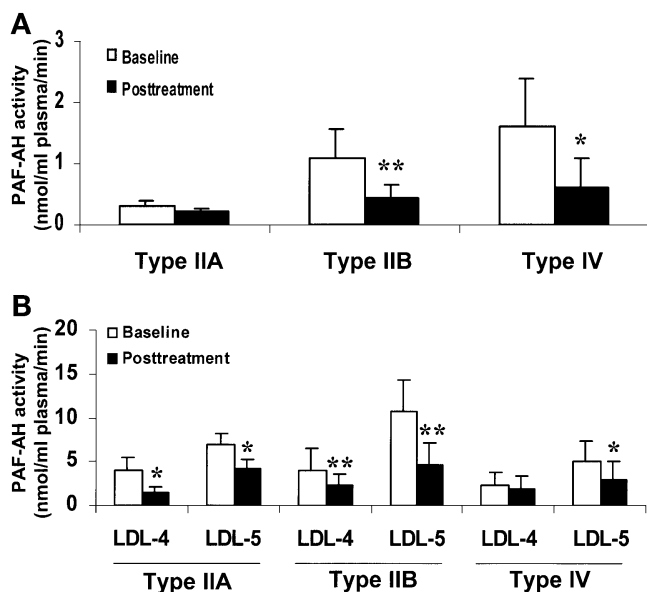 A
PAF-AH activity
(nmol/ml plasma/min)
3
2
1
0
Baseline
Posttreatment
**
*
Type IIA
Type IIB
Type IV
B
PAF-AH activity
(nmol/ml plasma/min)
20
15
10
5
0
Baseline
Posttreatment
*
*
**
**
*
LDL-4
LDL-5
LDL-4
LDL-5
LDL-4
LDL-5
Type IIA
Type IIB
Type IV